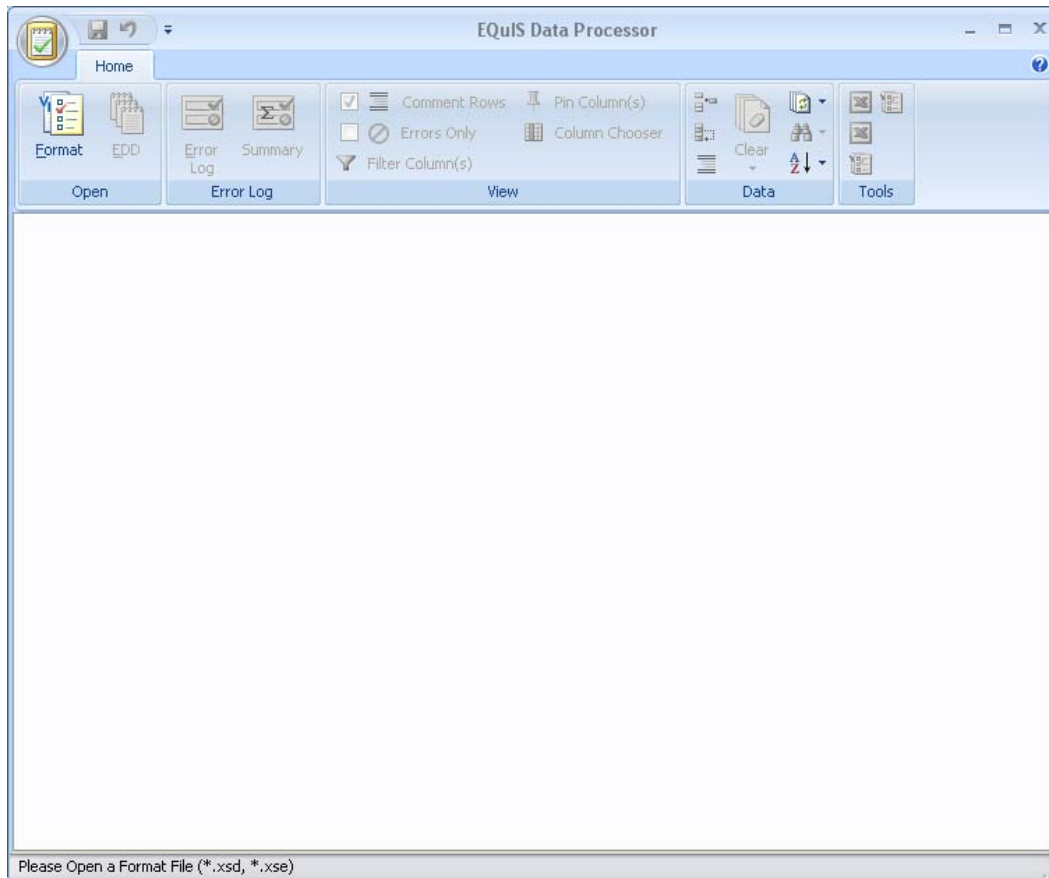 EQuIS Data Processor
Home
Comment Rows Pin Column(s)
Errors Only Column Chooser
Format EDD Error Log Summary Clear
Filter Column(s)
Open Error Log View Data Tools
Please Open a Format File (*.xsd, *.xse)